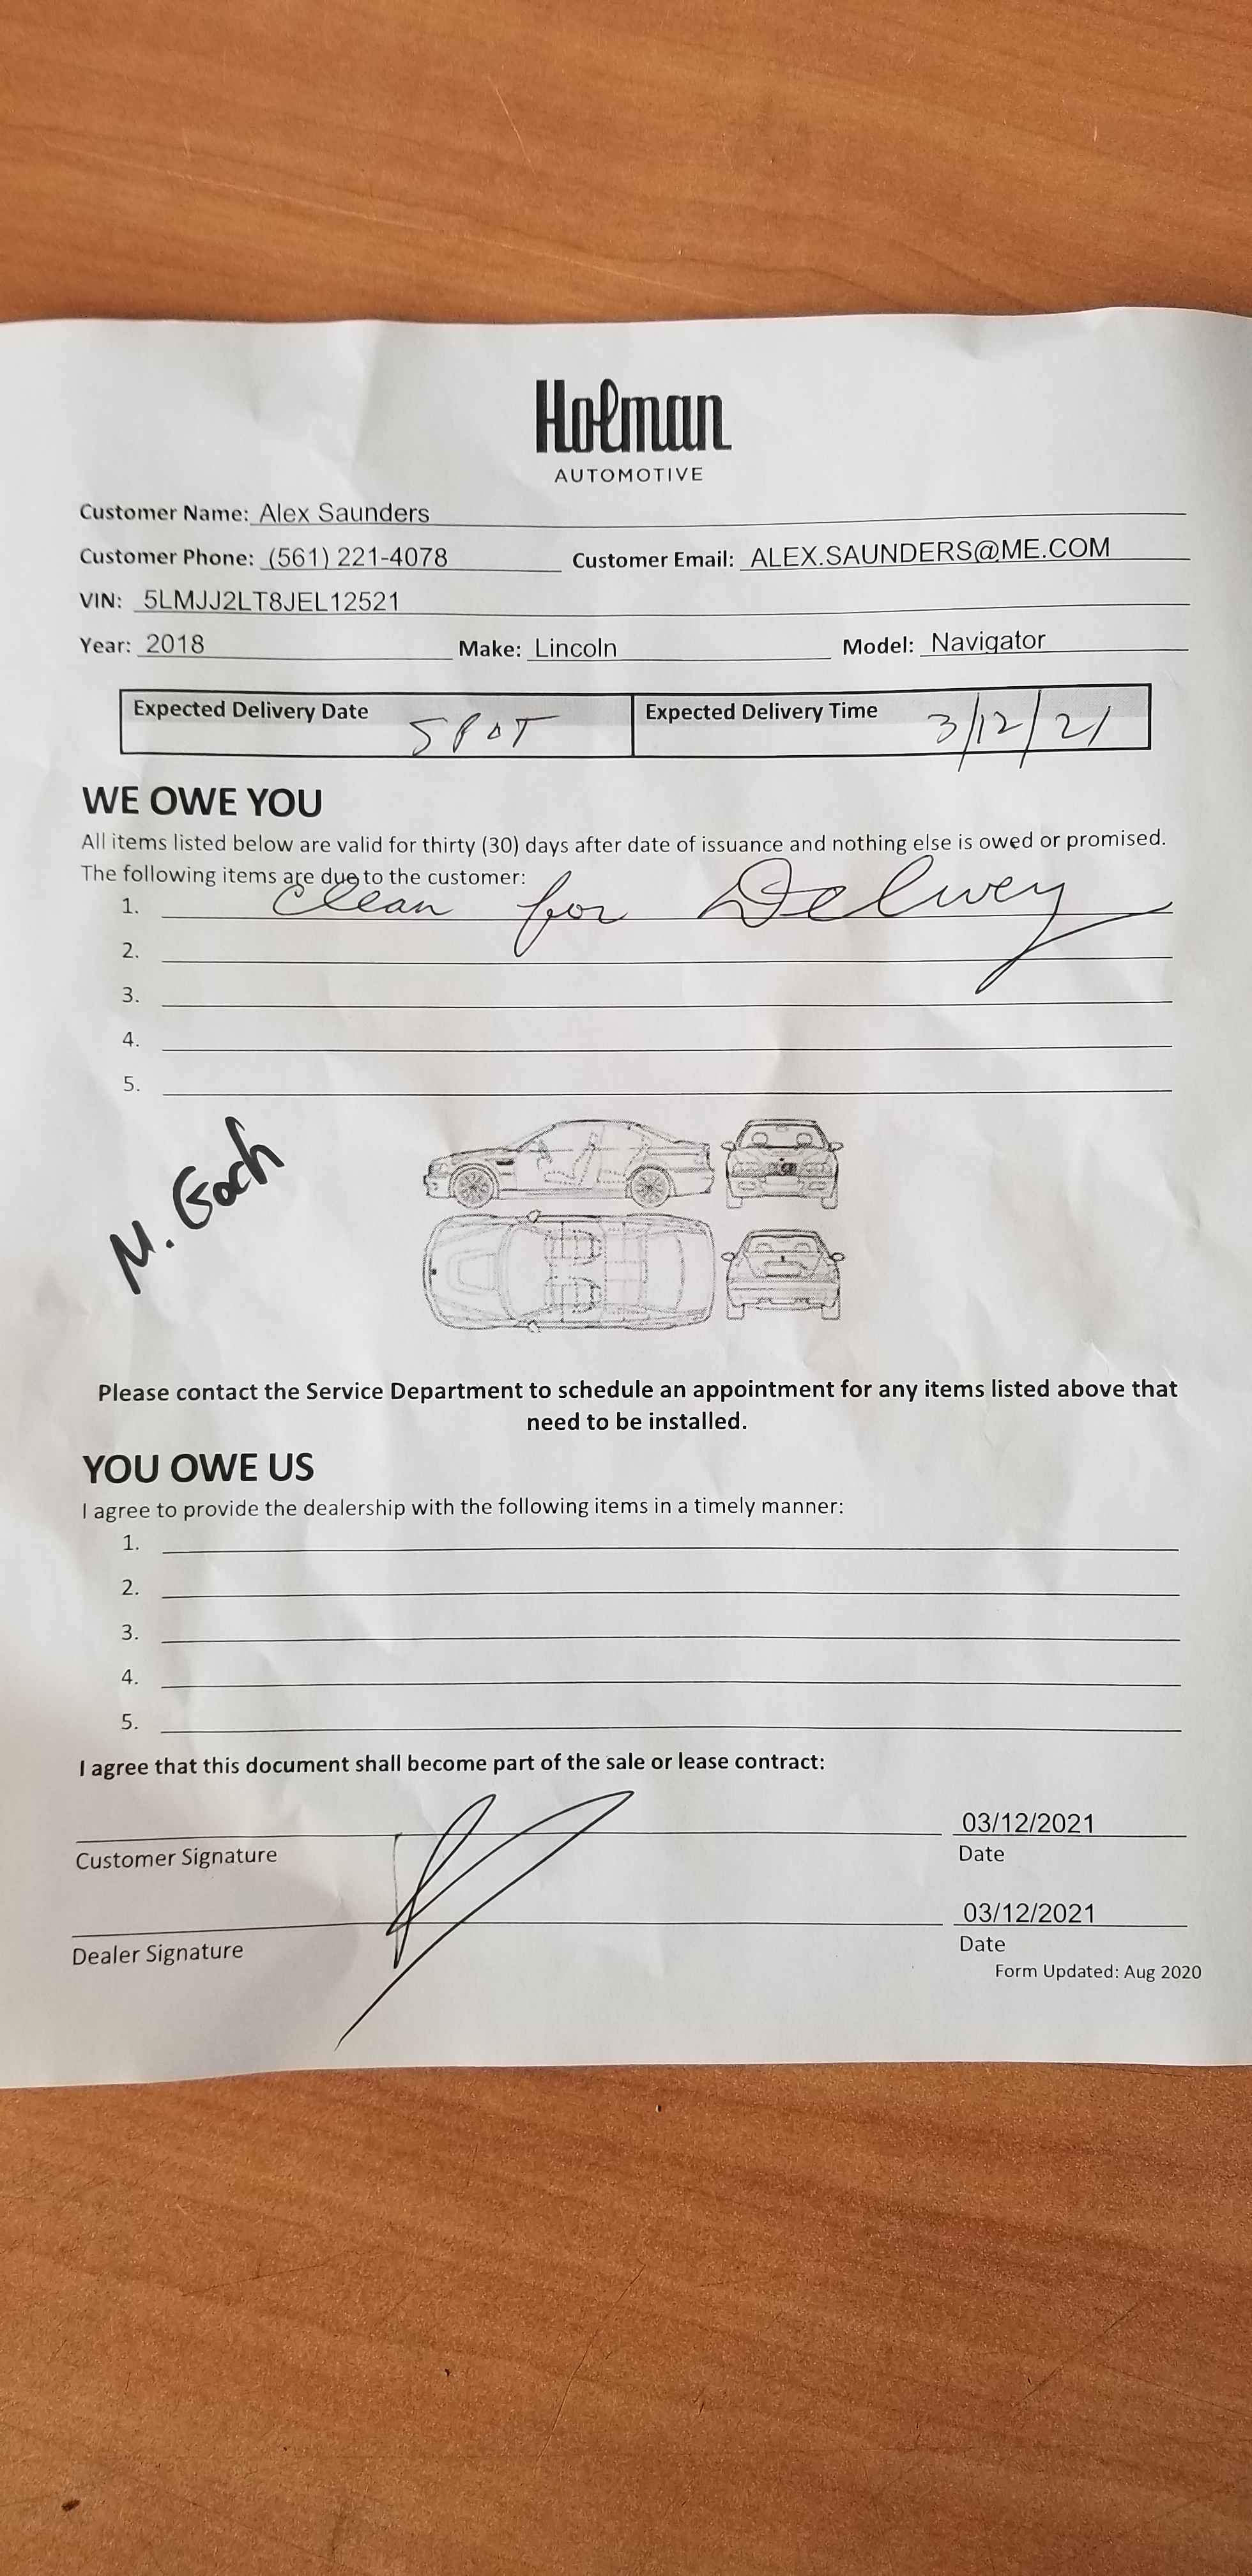 Holman
AUTOMOTIVE
Customer Name: Alex Saunders
Customer Phone: (561) 221-4078 Customer Email: ALEX.SAUNDERS@ME.COM
VIN: 5LMJJ2LT8JEL12521
Year: 2018 Make: Lincoln Model: Navigator
Expected Delivery Date SPOT Expected Delivery Time 3/12/21
WE OWE YOU
All items listed below are valid for thirty (30) days after date of issuance and nothing else is owed or promised.
The following items are due to the customer:
1. Clean for Delivey
2.
3.
4.
5.
M. Goch
Please contact the Service Department to schedule an appointment for any items listed above that
need to be installed.
YOU OWE US
I agree to provide the dealership with the following items in a timely manner:
1.
2.
3.
4.
5.
I agree that this document shall become part of the sale or lease contract:
03/12/2021
Customer Signature Date
03/12/2021
Dealer Signature Date
Form Updated: Aug 2020